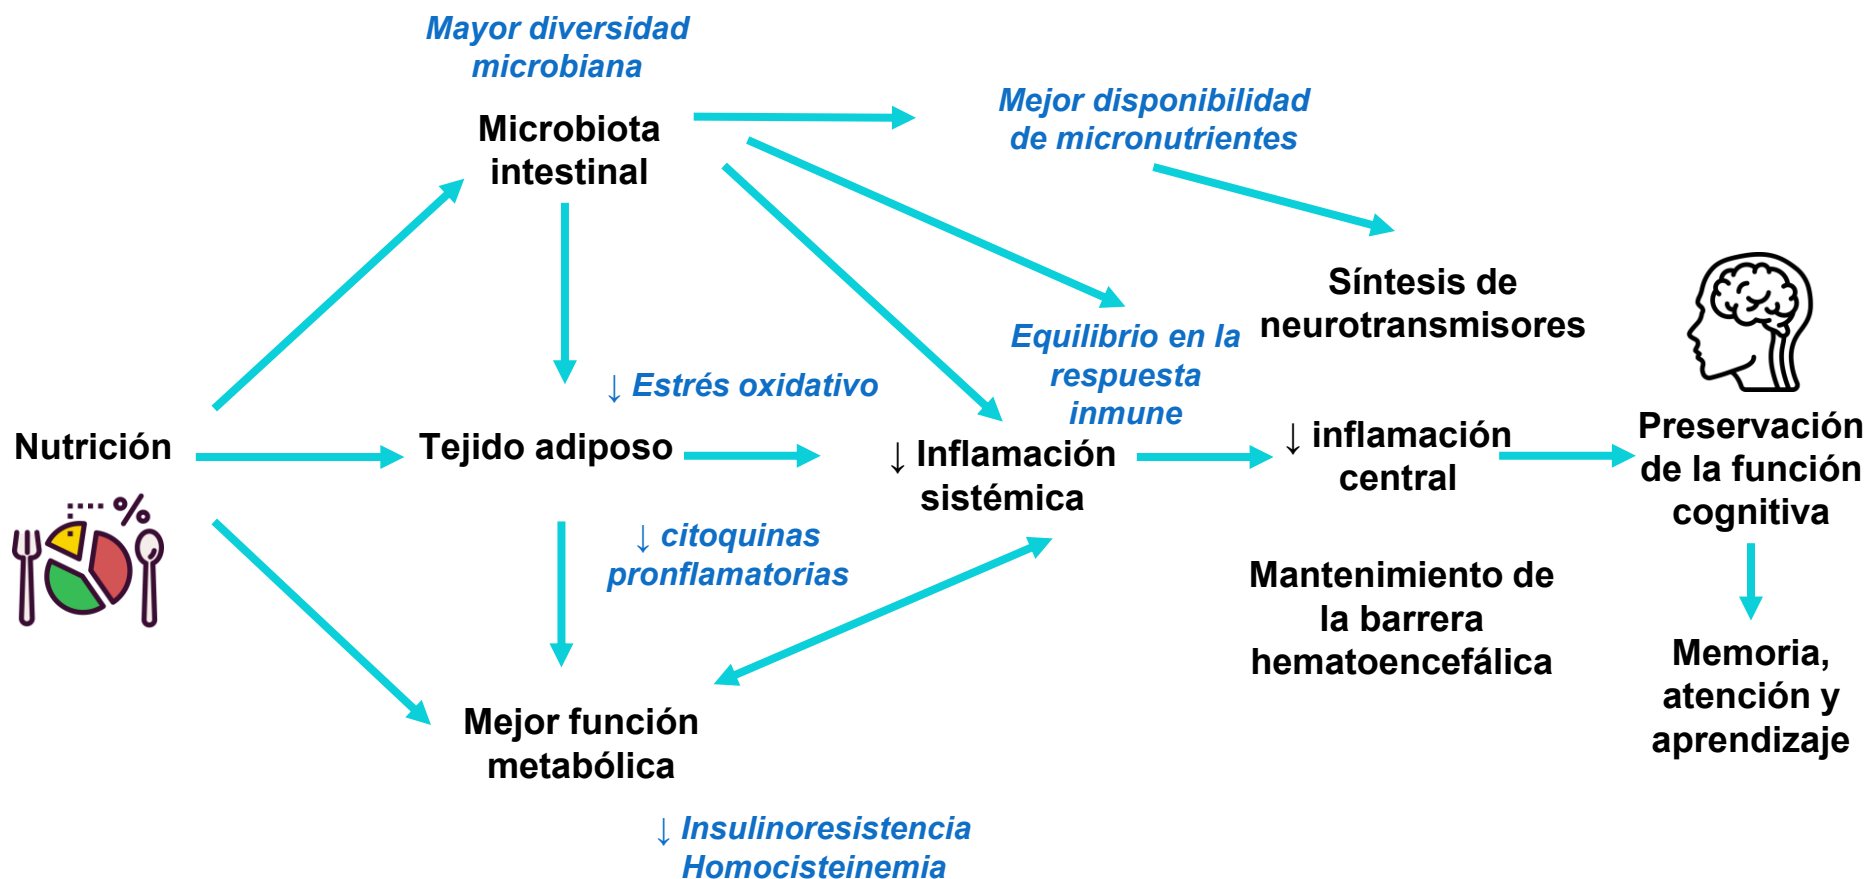 Mayor diversidad
microbiana
Microbiota
intestinal
Mejor disponibilidad
de micronutrientes
Síntesis de
neurotransmisores
Equilibrio en la
respuesta
inmune
↓ Estrés oxidativo
Nutrición
Tejido adiposo
↓ Inflamación
sistémica
↓ inflamación
central
Preservación
de la función
cognitiva
%
↓ citoquinas
pronflamatorias
Mantenimiento de
la barrera
hematoencefálica
Memoria,
atención y
aprendizaje
Mejor función
metabólica
↓ Insulinoresistencia
Homocisteinemia